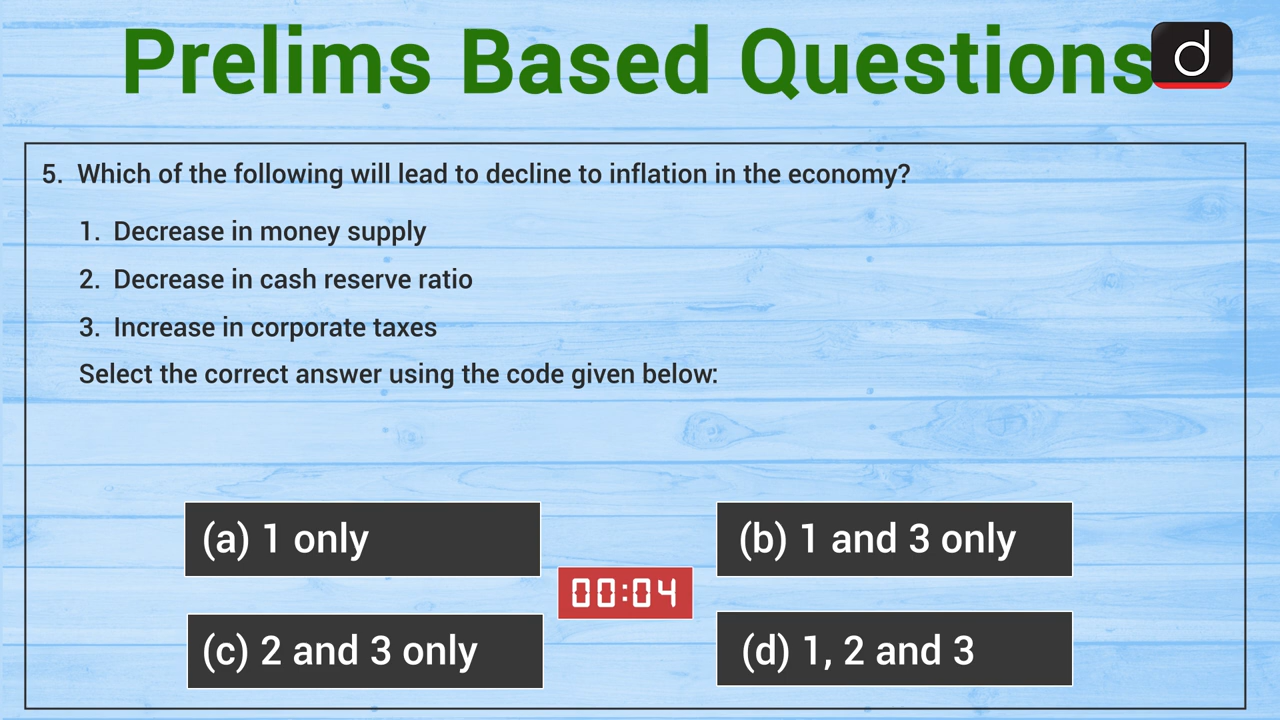 Prelims Based Questions
d
5. Which of the following will lead to decline to inflation in the economy?
1. Decrease in money supply
2. Decrease in cash reserve ratio
3. Increase in corporate taxes
Select the correct answer using the code given below:
(a) 1 only
(b) 1 and 3 only
00:04
(c) 2 and 3 only
(d) 1, 2 and 3